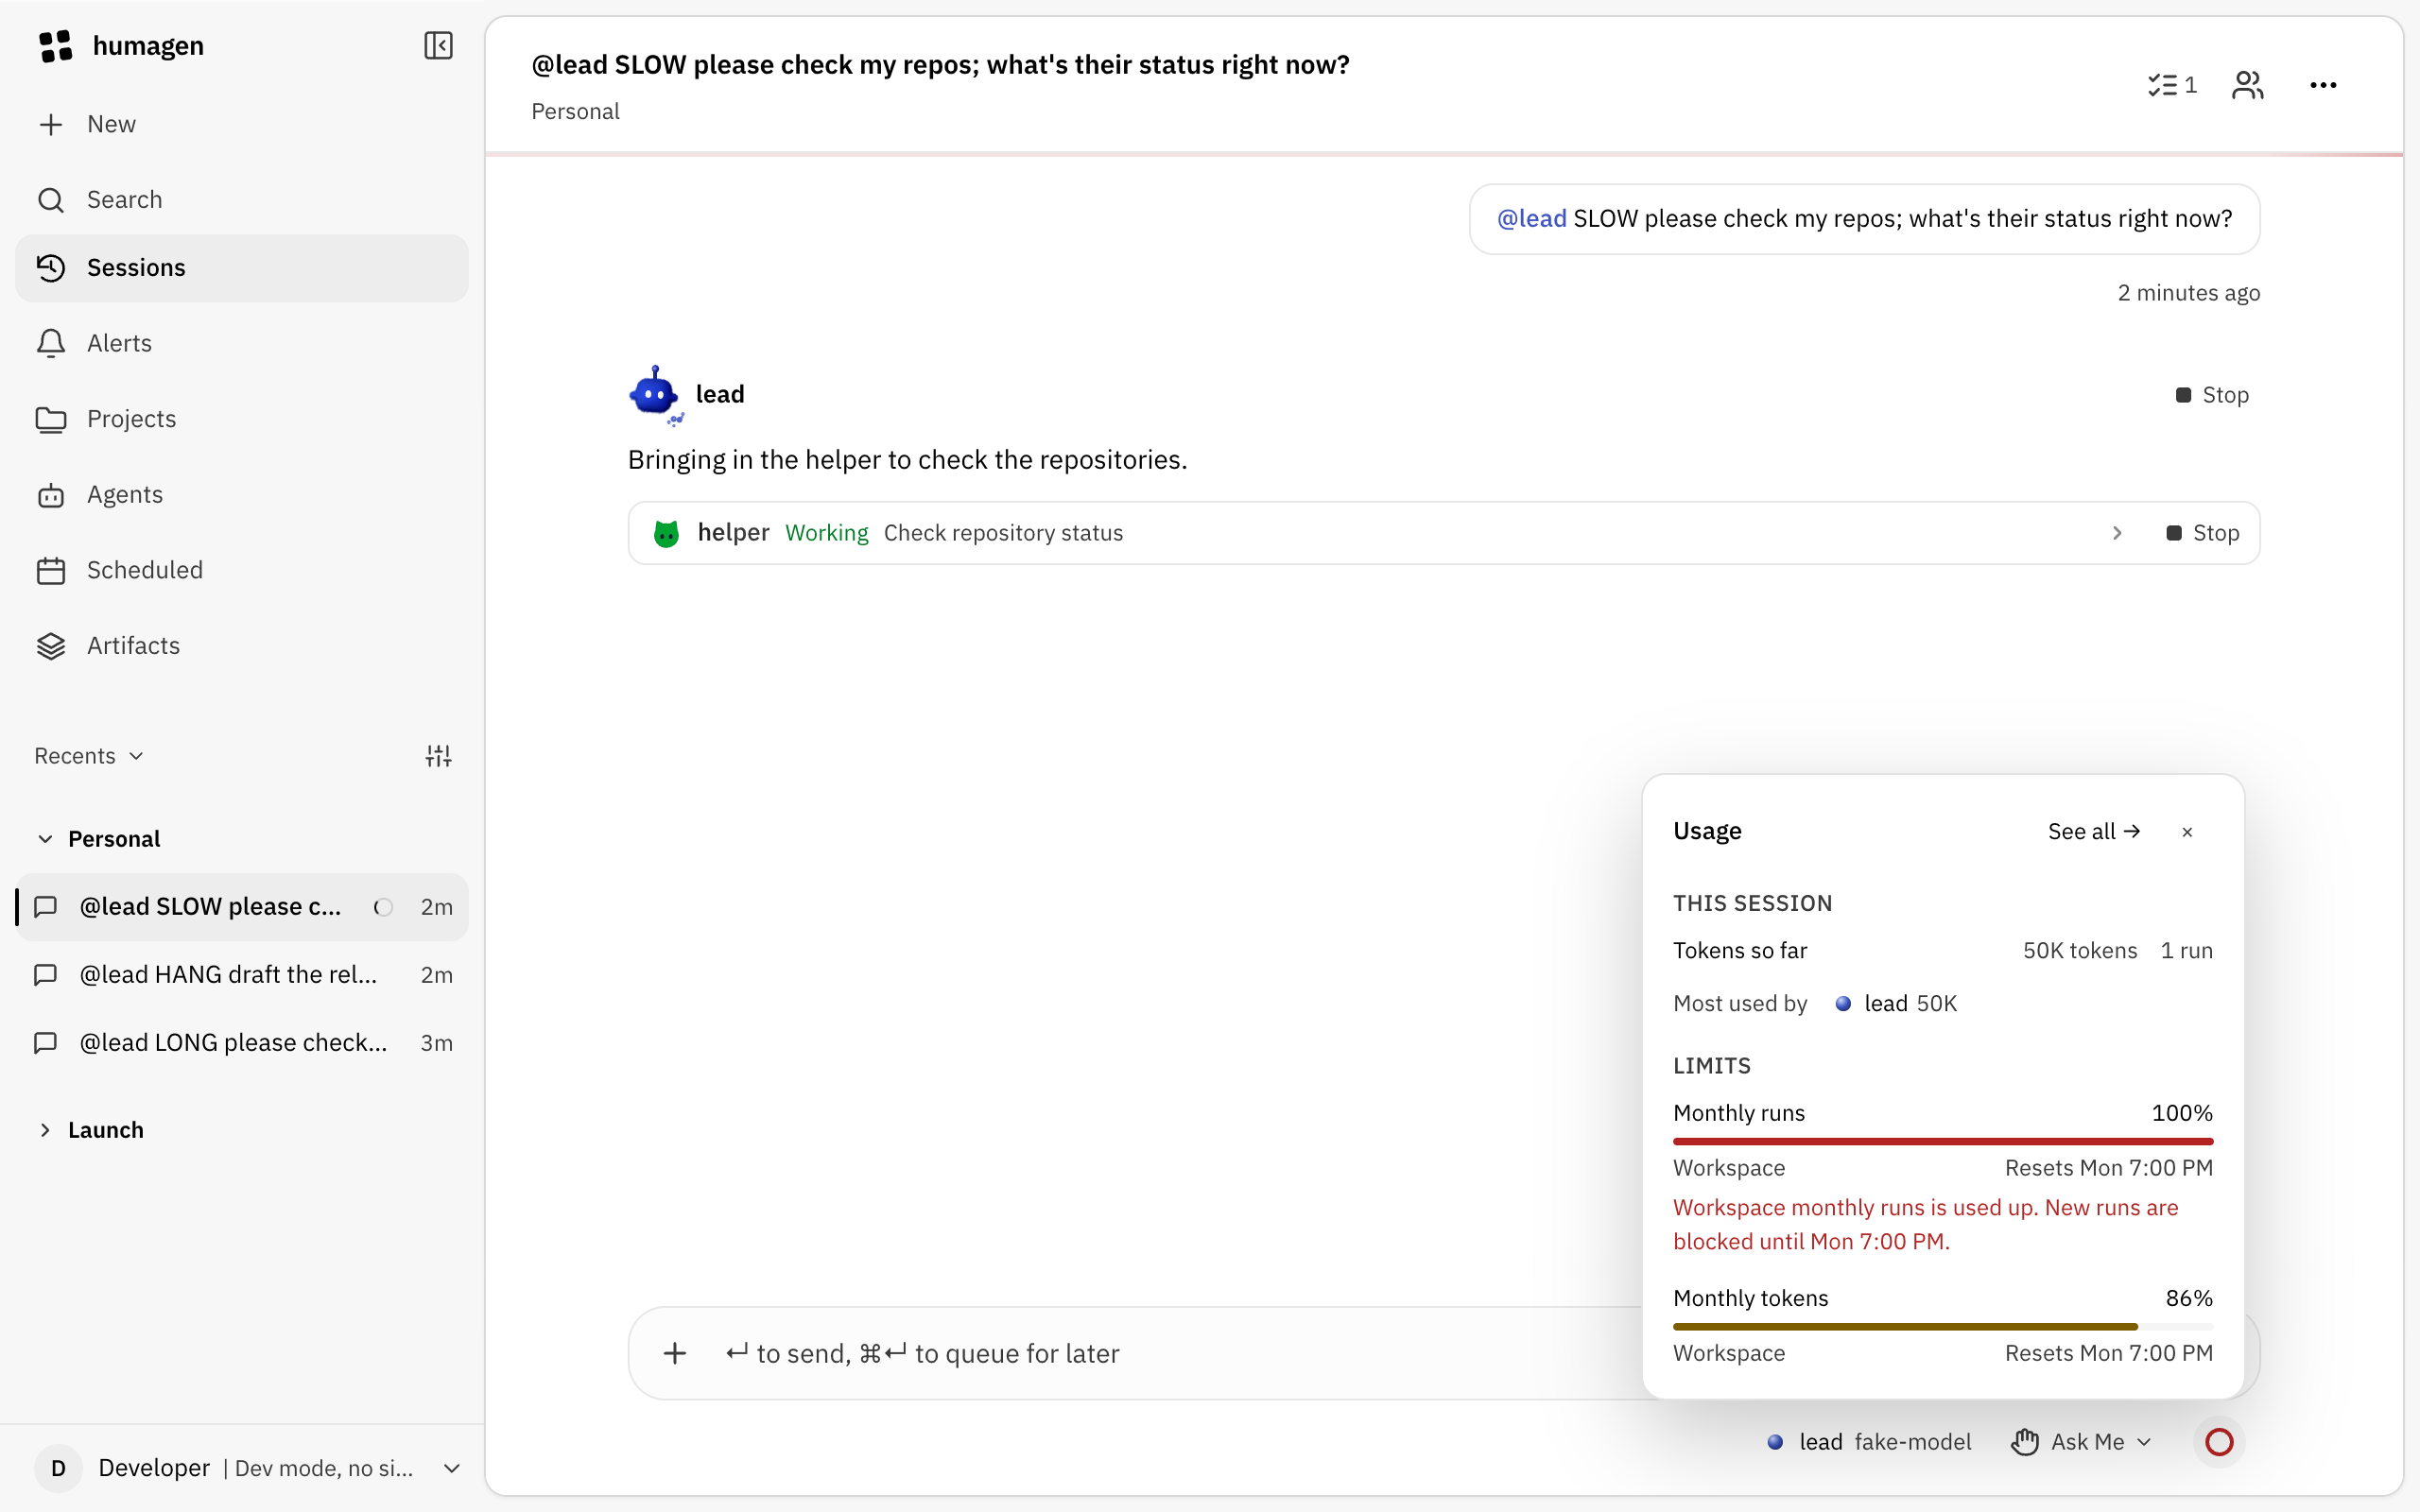 humagen
New
Search
Sessions
Alerts
Projects
Agents
Scheduled
Artifacts
Recents
Personal
@lead SLOW please c... 2m
@lead HANG draft the rel... 2m
@lead LONG please check... 3m
Launch
D Developer | Dev mode, no si...
@lead SLOW please check my repos; what's their status right now?
Personal
1
@lead SLOW please check my repos; what's their status right now?
2 minutes ago
lead Stop
Bringing in the helper to check the repositories.
helper Working Check repository status Stop
Usage See all → ×
THIS SESSION
Tokens so far 50K tokens 1 run
Most used by lead 50K
LIMITS
Monthly runs 100%
Workspace Resets Mon 7:00 PM
Workspace monthly runs is used up. New runs are
blocked until Mon 7:00 PM.
Monthly tokens 86%
Workspace Resets Mon 7:00 PM
↵ to send, ⌘↵ to queue for later
lead fake-model Ask Me